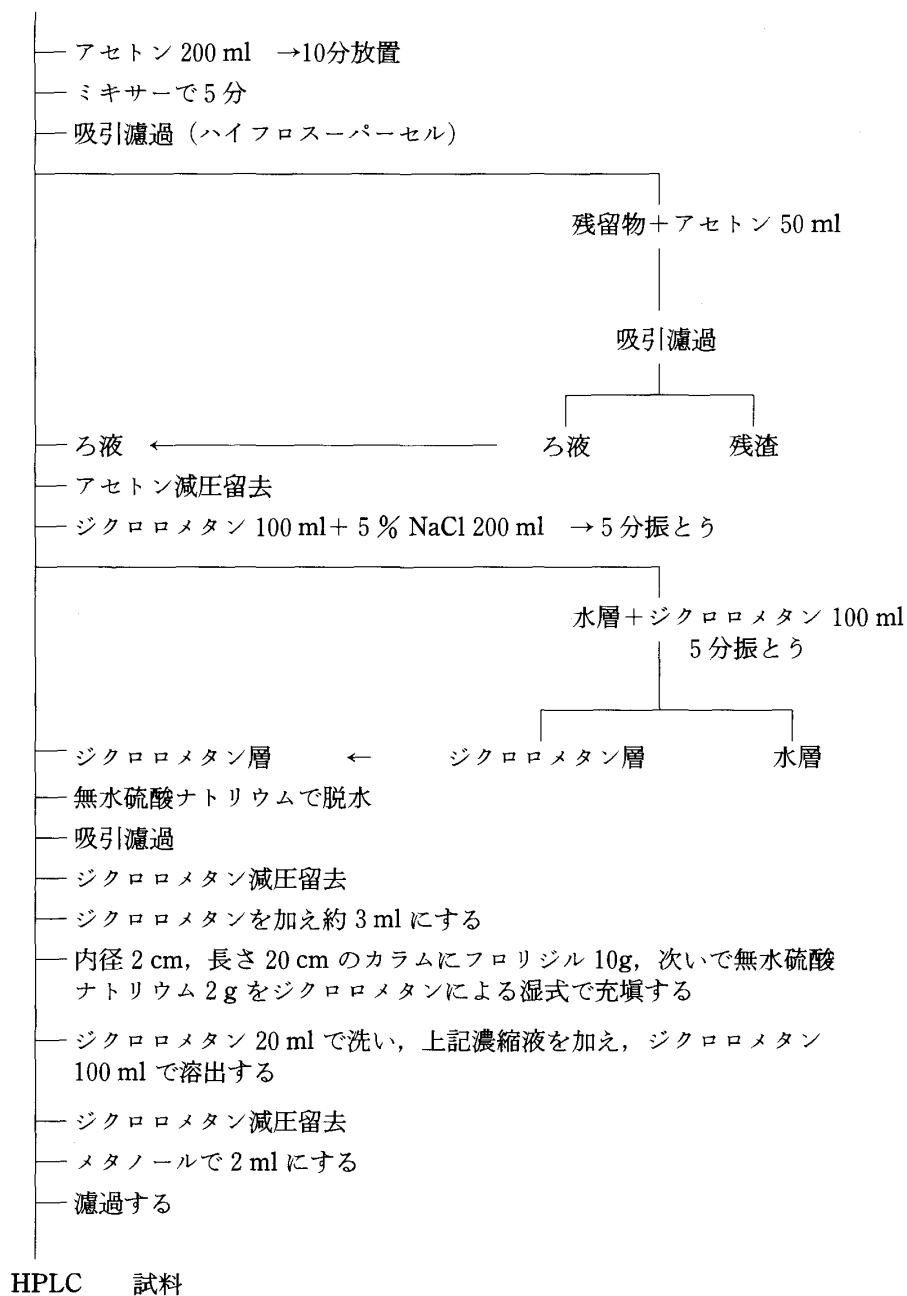 アセトン 200 ml →10分放置
ミキサーで5分
吸引濾過（ハイフロスーパーセル）
残留物＋アセトン 50 ml
吸引濾過
ろ液 ← ろ液 残渣
アセトン減圧留去
ジクロロメタン 100 ml＋5％ NaCl 200 ml →5分振とう
水層＋ジクロロメタン 100 ml
5分振とう
ジクロロメタン層 ← ジクロロメタン層 水層
無水硫酸ナトリウムで脱水
吸引濾過
ジクロロメタン減圧留去
ジクロロメタンを加え約 3 ml にする
内径 2 cm，長さ 20 cm のカラムにフロリジル 10g，次いで無水硫酸
ナトリウム 2 g をジクロロメタンによる湿式で充塡する
ジクロロメタン 20 ml で洗い，上記濃縮液を加え，ジクロロメタン
100 ml で溶出する
ジクロロメタン減圧留去
メタノールで 2 ml にする
濾過する
HPLC 試料